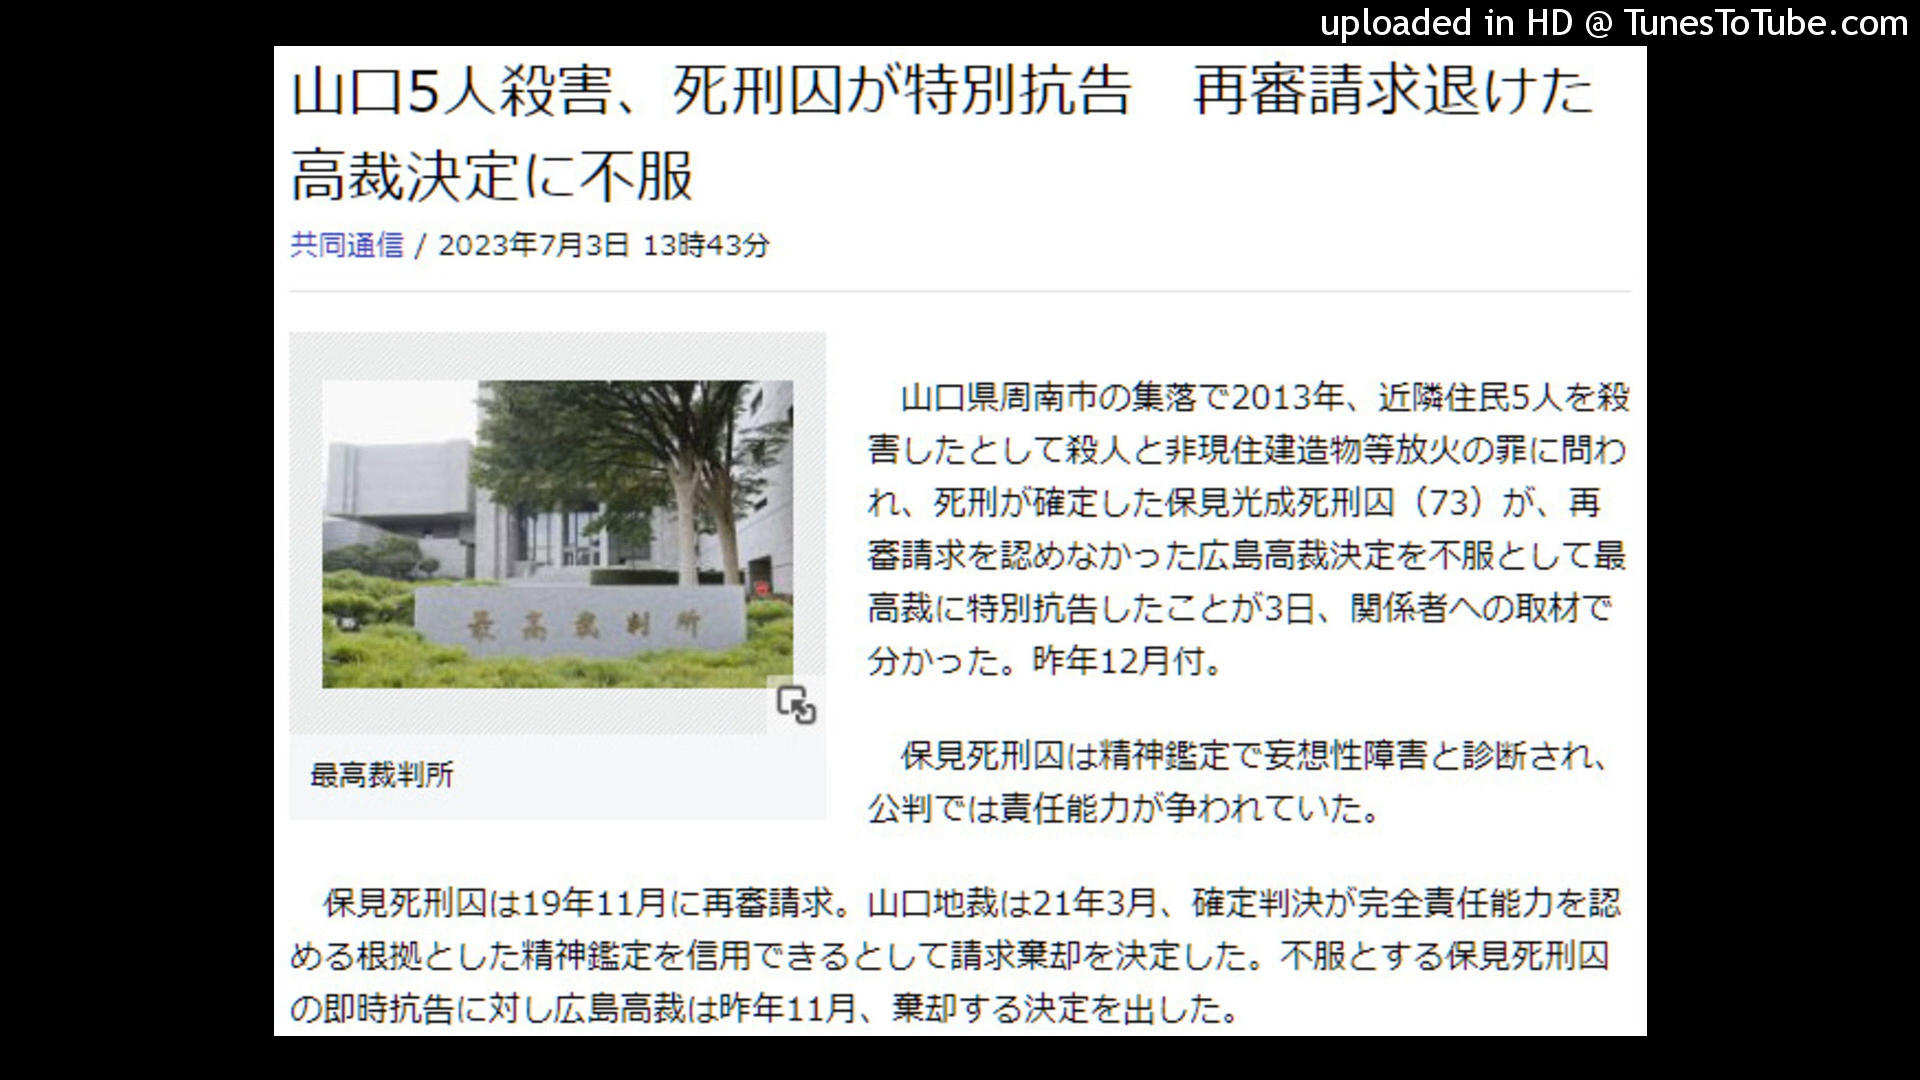 uploaded in HD @ TunesToTube.com
山口5人殺害、死刑囚が特別抗告　再審請求退けた
高裁決定に不服
共同通信 / 2023年7月3日 13時43分
最高裁判所
最高裁判所
　山口県周南市の集落で2013年、近隣住民5人を殺
害したとして殺人と非現住建造物等放火の罪に問わ
れ、死刑が確定した保見光成死刑囚（73）が、再
審請求を認めなかった広島高裁決定を不服として最
高裁に特別抗告したことが3日、関係者への取材で
分かった。昨年12月付。
　保見死刑囚は精神鑑定で妄想性障害と診断され、
公判では責任能力が争われていた。
　保見死刑囚は19年11月に再審請求。山口地裁は21年3月、確定判決が完全責任能力を認
める根拠とした精神鑑定を信用できるとして請求棄却を決定した。不服とする保見死刑囚
の即時抗告に対し広島高裁は昨年11月、棄却する決定を出した。